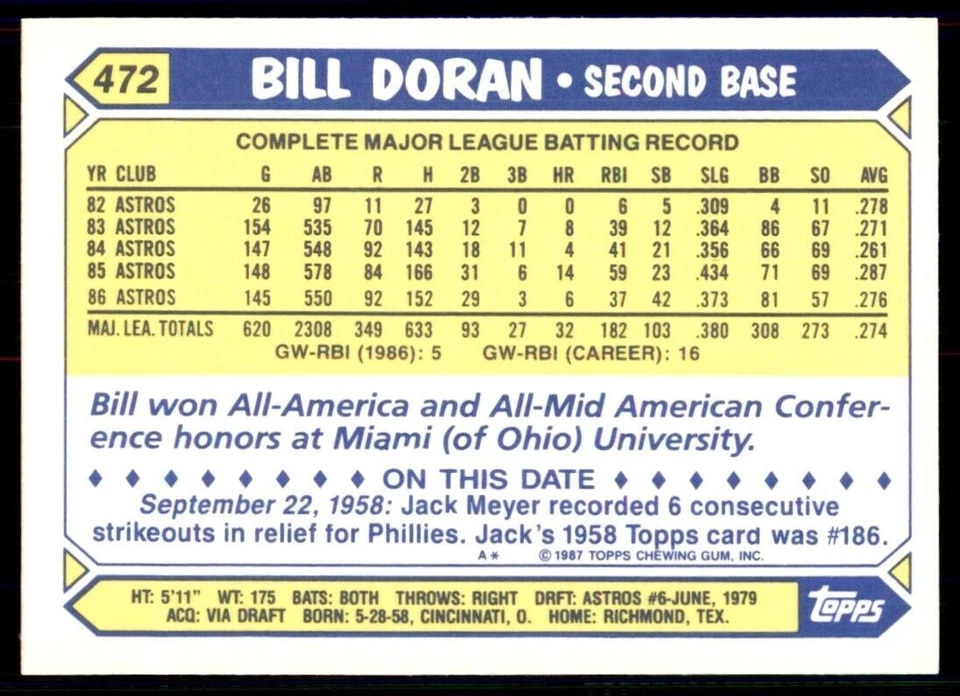 472 BILL DORAN • SECOND BASE
COMPLETE MAJOR LEAGUE BATTING RECORD
YR CLUB G AB R H 2B 3B HR RBI SB SLG BB SO AVG
82 ASTROS 26 97 11 27 3 0 0 6 5 .309 4 11 .278
83 ASTROS 154 535 70 145 12 7 8 39 12 .364 86 67 .271
84 ASTROS 147 548 92 143 18 11 4 41 21 .356 66 69 .261
85 ASTROS 148 578 84 166 31 6 14 59 23 .434 71 69 .287
86 ASTROS 145 550 92 152 29 3 6 37 42 .373 81 57 .276
MAJ. LEA. TOTALS 620 2308 349 633 93 27 32 182 103 .380 308 273 .274
GW-RBI (1986): 5 GW-RBI (CAREER): 16
Bill won All-America and All-Mid American Confer-
ence honors at Miami (of Ohio) University.
ON THIS DATE
September 22, 1958: Jack Meyer recorded 6 consecutive
strikeouts in relief for Phillies. Jack's 1958 Topps card was #186.
A* © 1987 TOPPS CHEWING GUM, INC.
HT: 5'11" WT: 175 BATS: BOTH THROWS: RIGHT DRFT: ASTROS #6-JUNE, 1979
ACQ: VIA DRAFT BORN: 5-28-58, CINCINNATI, O. HOME: RICHMOND, TEX.
topps